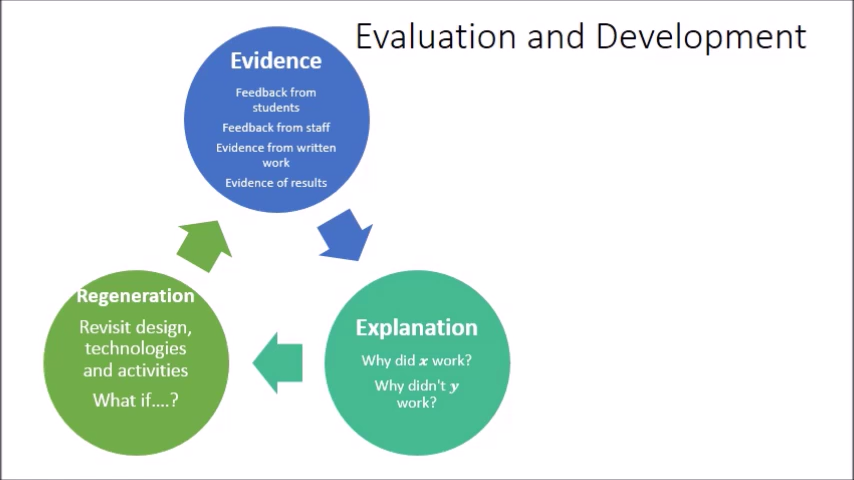 Evaluation and Development
Evidence
Feedback from
students
Feedback from staff
Evidence from written
work
Evidence of results
Explanation
Why did x work?
Why didn't y
work?
Regeneration
Revisit design,
technologies
and activities
What if....?